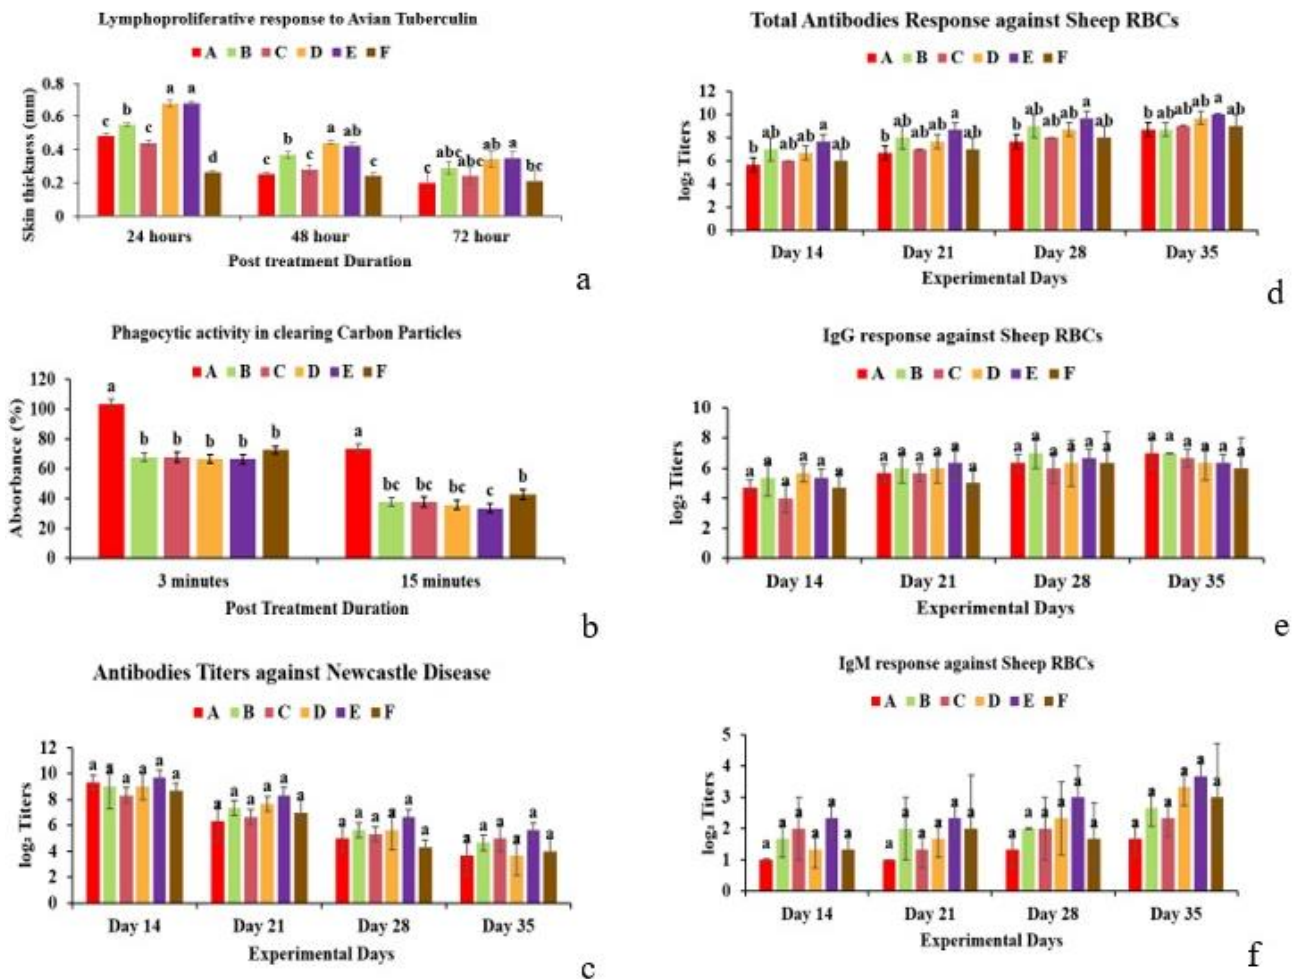 Lymphoproliferative response to Avian Tuberculin
A B C D E F
Skin thickness (mm)
0.8
0.6
0.4
0.2
0
c b c a a d
c b c a ab c
c abc abc ab a bc
24 hours 48 hour 72 hour
Post treatment Duration
a
Phagocytic activity in clearing Carbon Particles
A B C D E F
Absorbance (%)
120
100
80
60
40
20
0
a b b b b b
a bc bc bc c b
3 minutes 15 minutes
Post Treatment Duration
b
Antibodies Titers against Newcastle Disease
A B C D E F
log₂ Titers
12
10
8
6
4
2
0
a a a a a a
a a a a a a
a a a a a a
a a a a a a
Day 14 Day 21 Day 28 Day 35
Experimental Days
c
Total Antibodies Response against Sheep RBCs
A B C D E F
log₂ Titers
12
10
8
6
4
2
0
b ab ab ab a ab
b ab ab ab a ab
b ab ab ab a ab
b ab ab ab a ab
Day 14 Day 21 Day 28 Day 35
Experimental Days
d
IgG response against Sheep RBCs
A B C D E F
log₂ Titers
10
8
6
4
2
0
a a a a a a
a a a a a a
a a a a a a
a a a a a a
Day 14 Day 21 Day 28 Day 35
Experimental Days
e
IgM response against Sheep RBCs
A B C D E F
log₂ Titers
5
4
3
2
1
0
a a a a a a
a a a a a a
a a a a a a
a a a a a a
Day 14 Day 21 Day 28 Day 35
Experimental Days
f